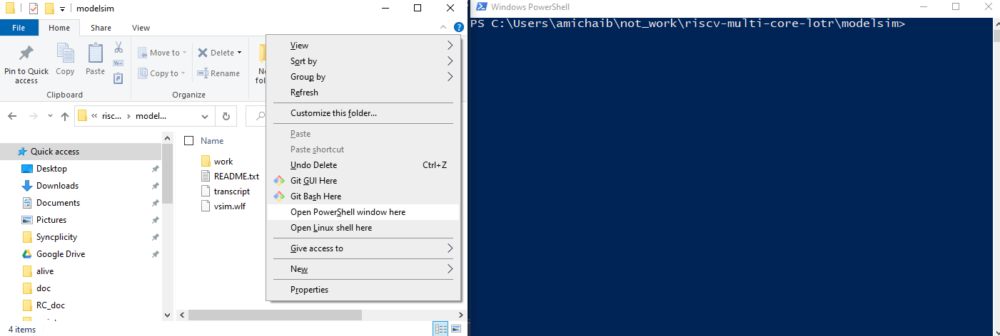 modelsim
File
Home
Share
View
Pin to Quick
access
Copy
Paste
Clipboard
Move to
Copy to
Delete
Rename
Organize
risc...
model...
Quick access
Desktop
Downloads
Documents
Pictures
Syncplicity
Google Drive
alive
doc
RC_doc
Name
work
README.txt
transcript
vsim.wlf
4 items
View
Sort by
Group by
Refresh
Customize this folder...
Paste
Paste shortcut
Undo Delete Ctrl+Z
Git GUI Here
Git Bash Here
Open PowerShell window here
Open Linux shell here
Give access to
New
Properties
Windows PowerShell
PS C:\Users\amichaib\not_work\riscv-multi-core-lotr\modelsim>